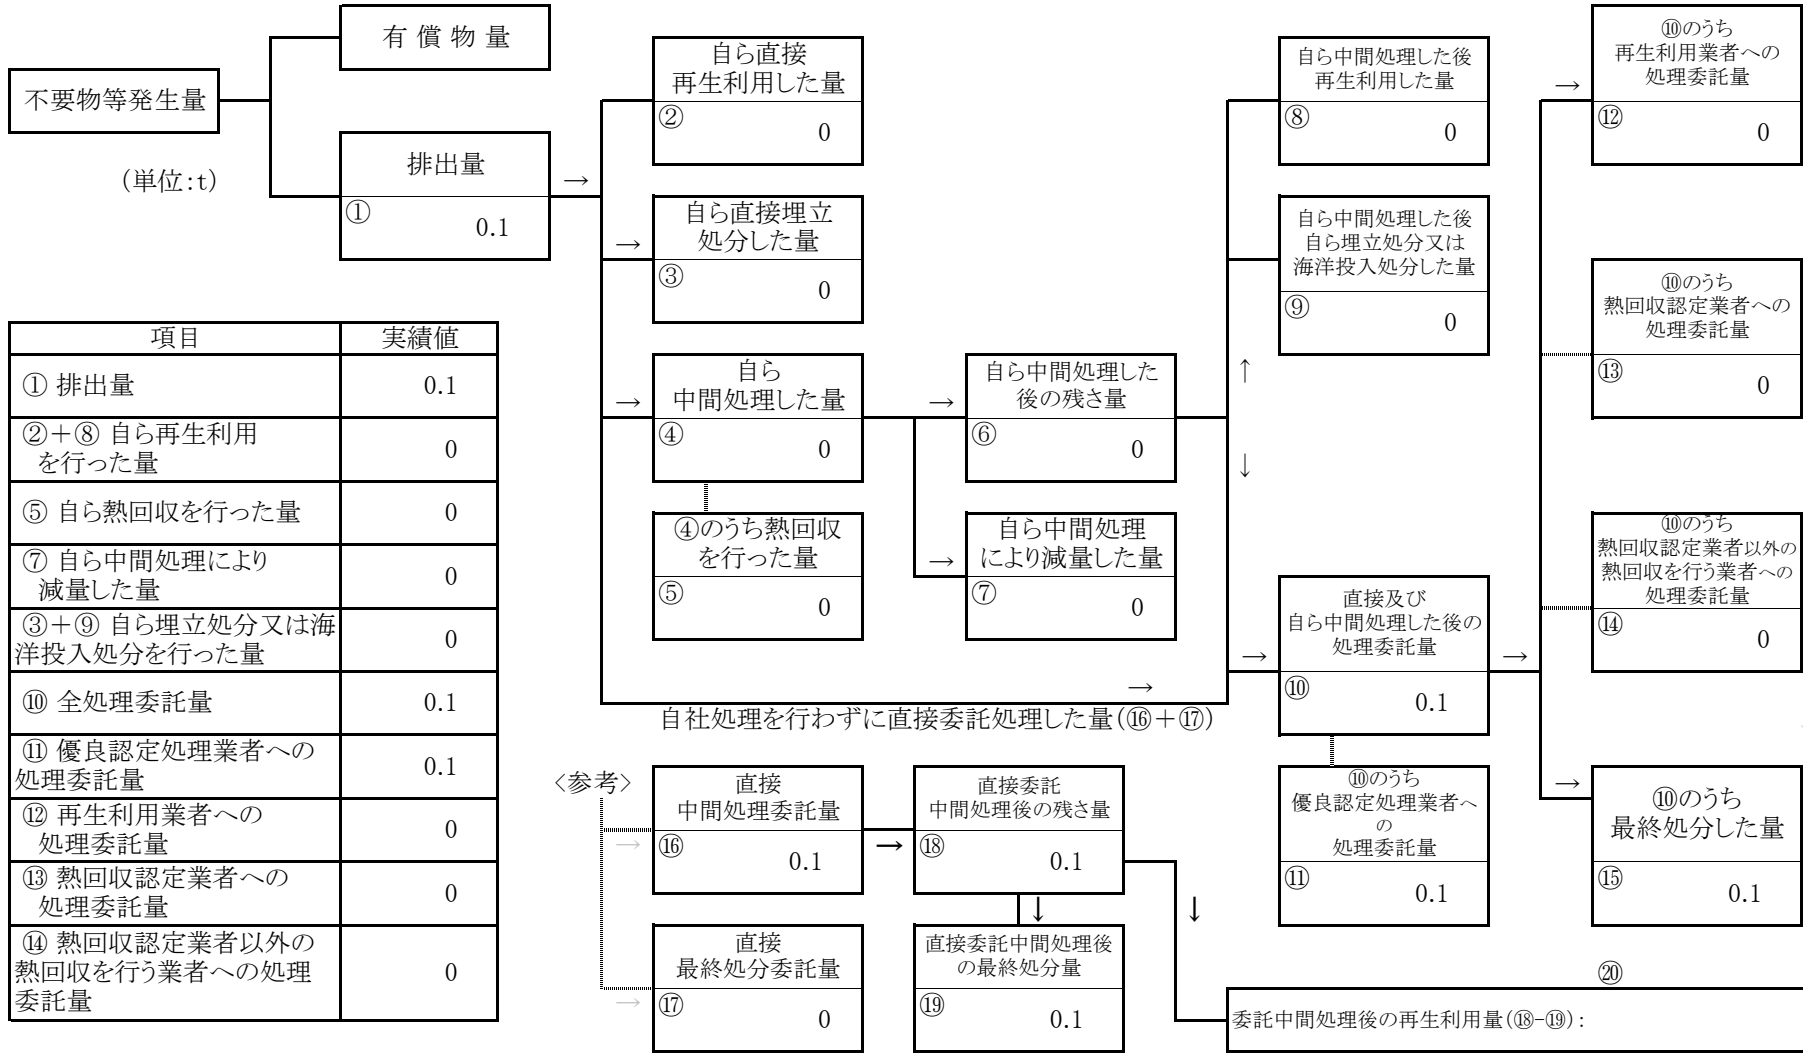 不要物等発生量
有 償 物 量
(単位:t)
排出量
①
0.1
→
自ら直接
再生利用した量
②
0
→
自ら直接埋立
処分した量
③
0
→
自ら
中間処理した量
④
0
④のうち熱回収
を行った量
⑤
0
→
自ら中間処理した
後の残さ量
⑥
0
→
自ら中間処理
により減量した量
⑦
0
自ら中間処理した後
再生利用した量
⑧
0
自ら中間処理した後
自ら埋立処分又は
海洋投入処分した量
⑨
0
↑
↓
→
自社処理を行わずに直接委託処理した量(⑯+⑰)
→
直接及び
自ら中間処理した後の
処理委託量
⑩
0.1
→
⑩のうち
優良認定処理業者へ
の
処理委託量
⑪
0.1
→
⑩のうち
再生利用業者への
処理委託量
⑫
0
⑩のうち
熱回収認定業者への
処理委託量
⑬
0
⑩のうち
熱回収認定業者以外の
熱回収を行う業者への
処理委託量
⑭
0
→
⑩のうち
最終処分した量
⑮
0.1
項目 実績値
① 排出量 0.1
②+⑧ 自ら再生利用
を行った量 0
⑤ 自ら熱回収を行った量 0
⑦ 自ら中間処理により
減量した量 0
③+⑨ 自ら埋立処分又は海
洋投入処分を行った量 0
⑩ 全処理委託量 0.1
⑪ 優良認定処理業者への
処理委託量 0.1
⑫ 再生利用業者への
処理委託量 0
⑬ 熱回収認定業者への
処理委託量 0
⑭ 熱回収認定業者以外の
熱回収を行う業者への処理
委託量 0
<参考>
→
直接
中間処理委託量
⑯
0.1
→
直接委託
中間処理後の残さ量
⑱
0.1
→
直接
最終処分委託量
⑰
0
↓
直接委託中間処理後
の最終処分量
⑲
0.1
↓
⑳
委託中間処理後の再生利用量(⑱-⑲):